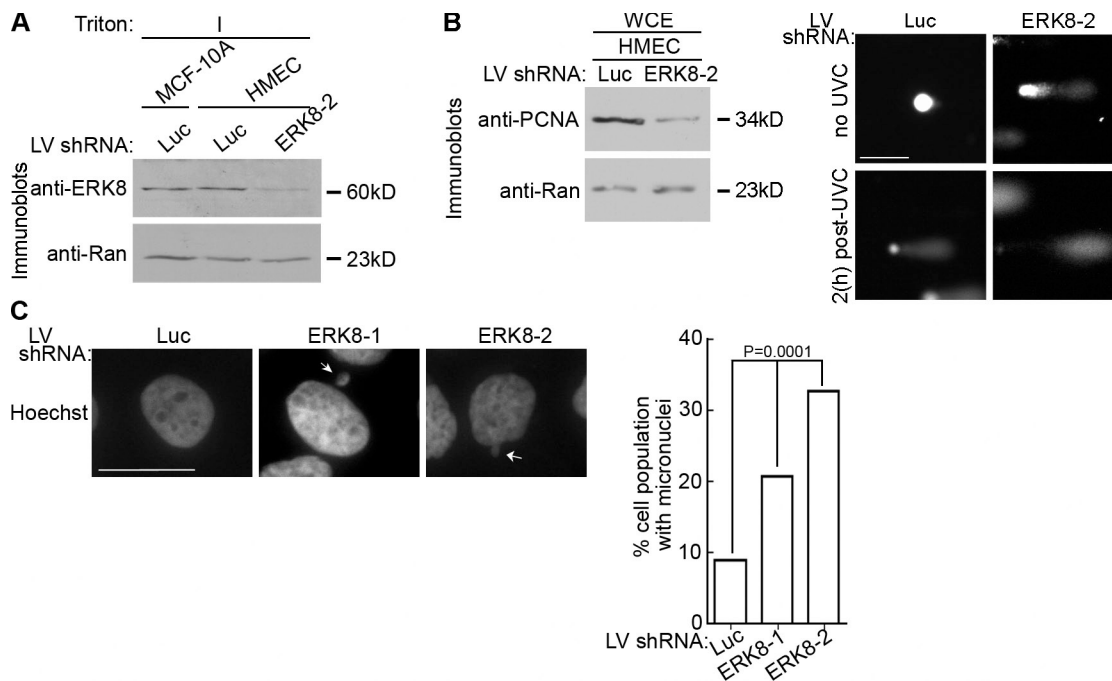 A
Triton:
I
MCF-10A
HMEC
LV shRNA:
Luc
Luc
ERK8-2
Immunoblots
anti-ERK8
60kD
anti-Ran
23kD
B
WCE
HMEC
LV shRNA: Luc ERK8-2
Immunoblots
anti-PCNA
34kD
anti-Ran
23kD
LV
shRNA:
Luc
ERK8-2
no UVC
2(h) post-UVC
C
LV
shRNA:
Luc
ERK8-1
ERK8-2
Hoechst
% cell population
with micronuclei
40
30
20
10
0
P=0.0001
LV shRNA:
Luc
ERK8-1
ERK8-2